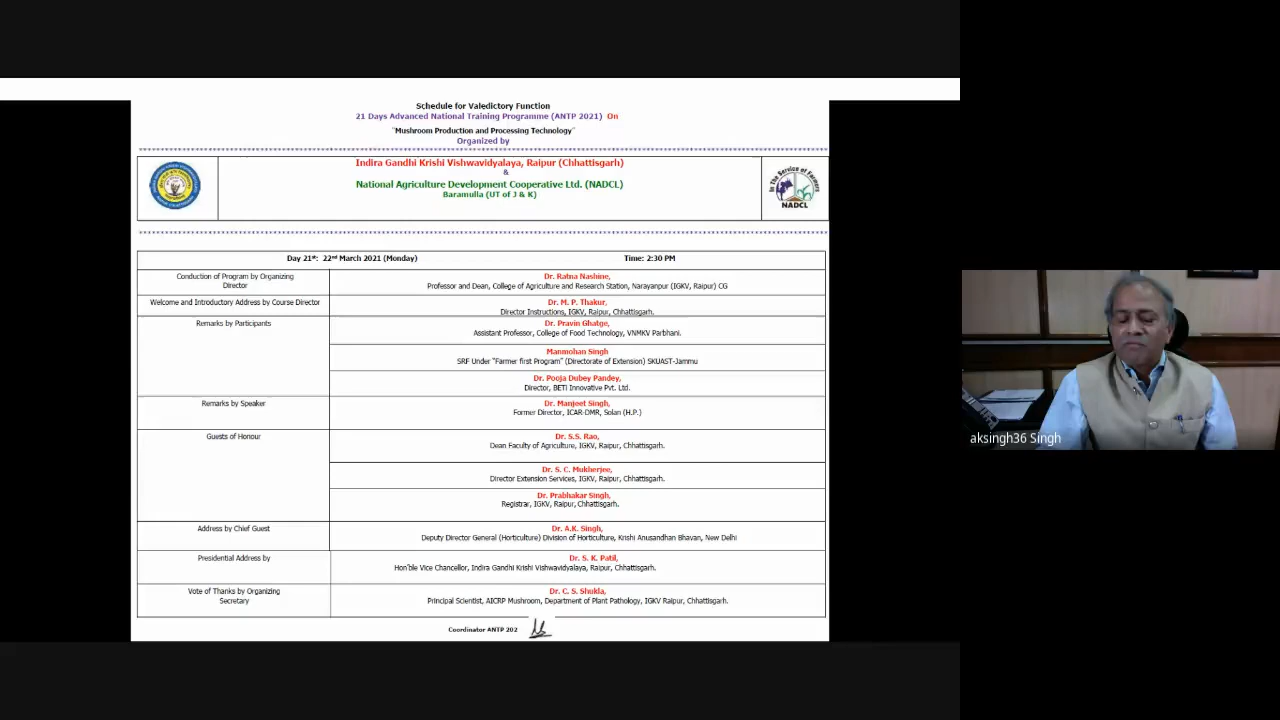 Schedule for Valedictory Function
21 Days Advanced National Training Programme (ANTP 2021) On
"Mushroom Production and Processing Technology"
Organized by
Indira Gandhi Krishi Vishwavidyalaya, Raipur (Chhattisgarh)
&
National Agriculture Development Cooperative Ltd. (NADCL)
Baramulla (UT of J & K)
In The Service of Farmers
NADCL
Day 21st: 22nd March 2021 (Monday) Time: 2:30 PM
Conduction of Program by Organizing
Director
Dr. Ratna Nashine,
Professor and Dean, College of Agriculture and Research Station, Narayanpur (IGKV, Raipur) CG
Welcome and Introductory Address by Course Director
Dr. M. P. Thakur,
Director Instructions, IGKV, Raipur, Chhattisgarh.
Remarks by Participants
Dr. Pravin Ghatge,
Assistant Professor, College of Food Technology, VNMKV Parbhani.
Manmohan Singh
SRF Under "Farmer first Program" (Directorate of Extension) SKUAST-Jammu
Dr. Pooja Dubey Pandey,
Director, BETi Innovative Pvt. Ltd.
Remarks by Speaker
Dr. Manjeet Singh,
Former Director, ICAR-DMR, Solan (H.P.)
Guests of Honour
Dr. S.S. Rao,
Dean Faculty of Agriculture, IGKV, Raipur, Chhattisgarh.
Dr. S. C. Mukherjee,
Director Extension Services, IGKV, Raipur, Chhattisgarh.
Dr. Prabhakar Singh,
Registrar, IGKV, Raipur, Chhattisgarh.
Address by Chief Guest
Dr. A.K. Singh,
Deputy Director General (Horticulture) Division of Horticulture, Krishi Anusandhan Bhavan, New Delhi
Presidential Address by
Dr. S. K. Patil,
Hon'ble Vice Chancellor, Indira Gandhi Krishi Vishwavidyalaya, Raipur, Chhattisgarh.
Vote of Thanks by Organizing
Secretary
Dr. C. S. Shukla,
Principal Scientist, AICRP Mushroom, Department of Plant Pathology, IGKV Raipur, Chhattisgarh.
Coordinator ANTP 202
aksingh36 Singh